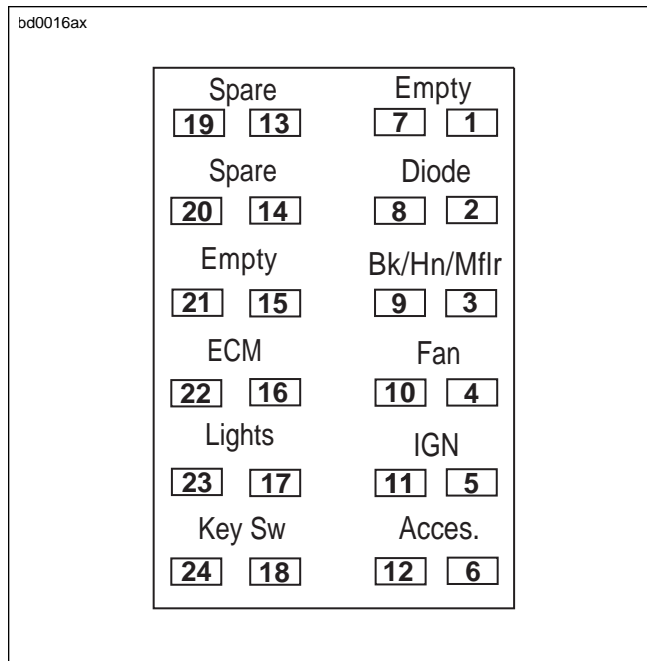 bd0016ax
Spare Empty
19 13 7 1
Spare Diode
20 14 8 2
Empty Bk/Hn/Mflr
21 15 9 3
ECM Fan
22 16 10 4
Lights IGN
23 17 11 5
Key Sw Acces.
24 18 12 6